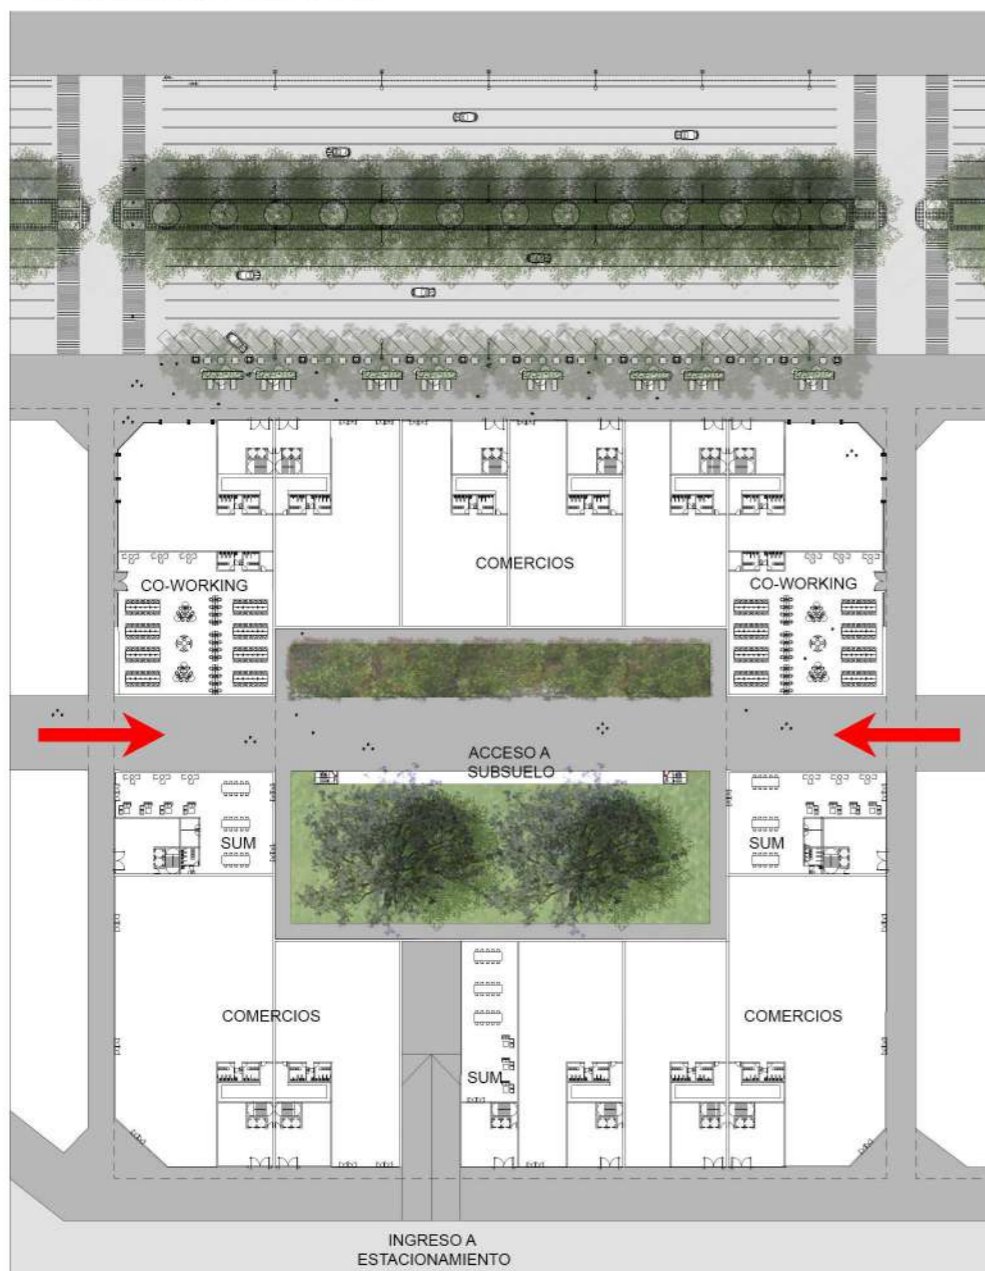 COMERCIOS
CO-WORKING
CO-WORKING
ACCESO A
SUBSUELO
SUM
SUM
COMERCIOS
COMERCIOS
SUM
INGRESO A
ESTACIONAMIENTO